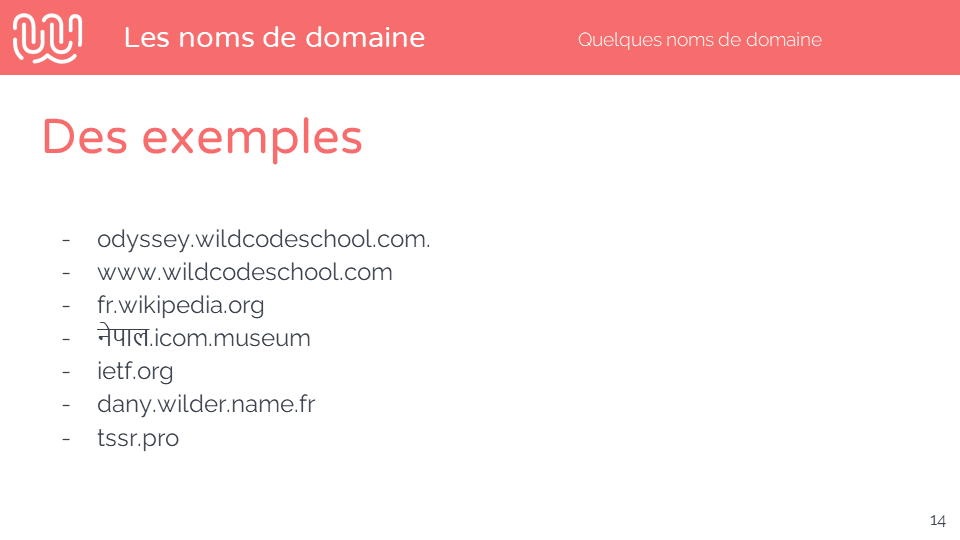 Les noms de domaine
Quelques noms de domaine
Des exemples
- odyssey.wildcodeschool.com.
- www.wildcodeschool.com
- fr.wikipedia.org
- नेपाल.icom.museum
- ietf.org
- dany.wilder.name.fr
- tssr.pro
14